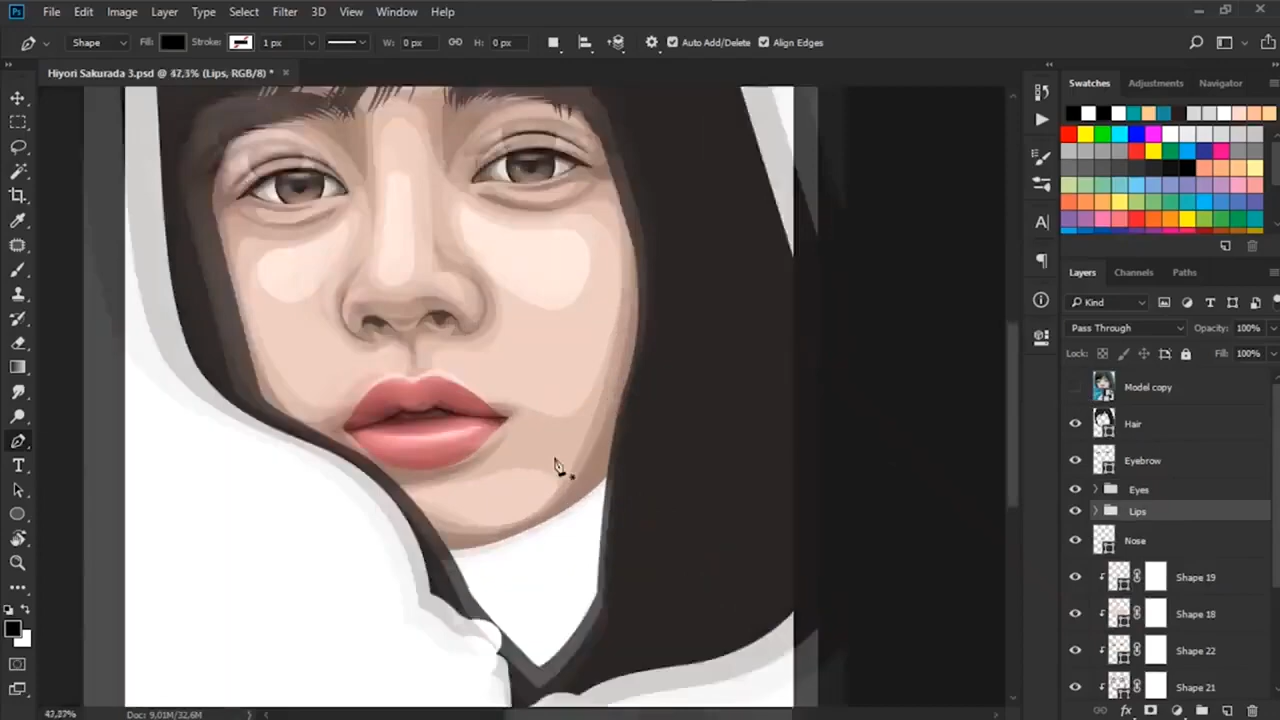 Ps File Edit Image Layer Type Select Filter 3D View Window Help
Shape Fill: Stroke: 1 px W: 0 px H: 0 px Auto Add/Delete Align Edges
Hiyori Sakurada 3.psd @ 47,3% (Lips, RGB/8) *
Swatches Adjustments Navigator
Layers Channels Paths
Kind
Pass Through Opacity: 100%
Lock: Fill: 100%
Model copy
Hair
Eyebrow
Eyes
Lips
Nose
Shape 19
Shape 18
Shape 22
Shape 21
Doc: 9,01M/32,6M